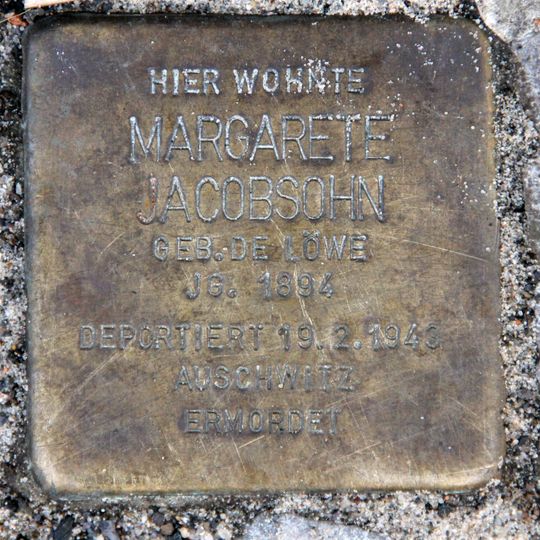 HIER WOHNTE
MARGARETE
JACOBSOHN
GEB. DE LÖWE
JG. 1894
DEPORTIERT 19.2.1943
AUSCHWITZ
ERMORDET